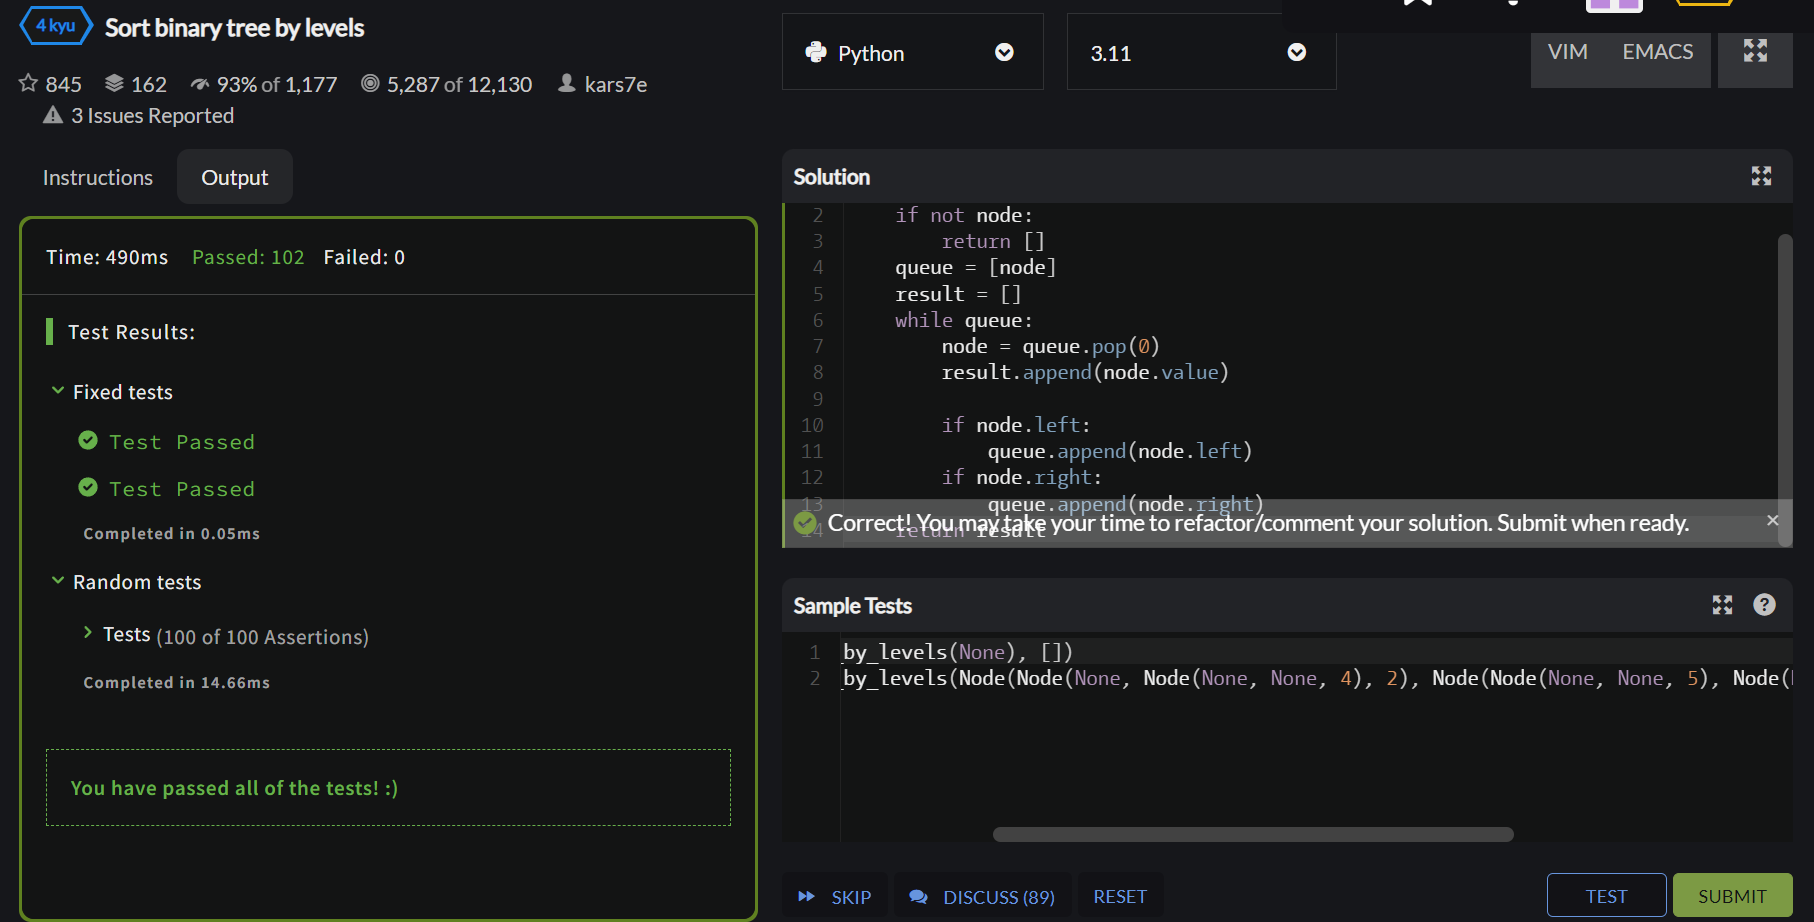 4 kyu Sort binary tree by levels
845 162 93% of 1,177 5,287 of 12,130 kars7e
3 Issues Reported
Instructions Output
Time: 490ms Passed: 102 Failed: 0
Test Results:
Fixed tests
Test Passed
Test Passed
Completed in 0.05ms
Random tests
Tests (100 of 100 Assertions)
Completed in 14.66ms
You have passed all of the tests! :)
Python 3.11 VIM EMACS
Solution
2 if not node:
3 return []
4 queue = [node]
5 result = []
6 while queue:
7 node = queue.pop(0)
8 result.append(node.value)
9
10 if node.left:
11 queue.append(node.left)
12 if node.right:
13 queue.append(node.right)
Correct! You may take your time to refactor/comment your solution. Submit when ready.
14 return result
Sample Tests
1 _by_levels(None), [])
2 _by_levels(Node(Node(None, Node(None, None, 4), 2), Node(Node(None, None, 5), Node(
SKIP DISCUSS (89) RESET TEST SUBMIT